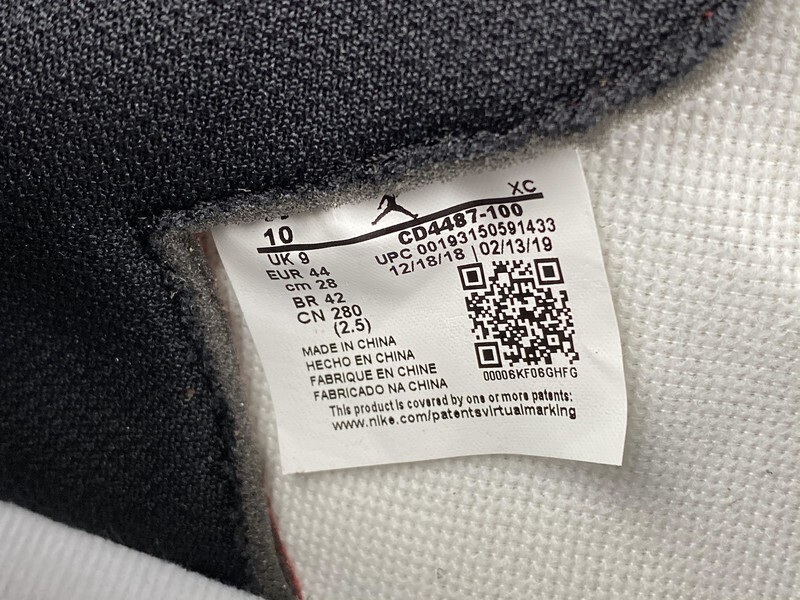 XC
10
CD4487-100
UK 9
UPC 00193150591433
EUR 44
12/18/18 | 02/13/19
cm 28
BR 42
CN 280
(2.5)
MADE IN CHINA
HECHO EN CHINA
FABRIQUE EN CHINE
FABRICADO NA CHINA
00006KF06GHFG
This product is covered by one or more patents:
www.nike.com/patentsvirtualmarking